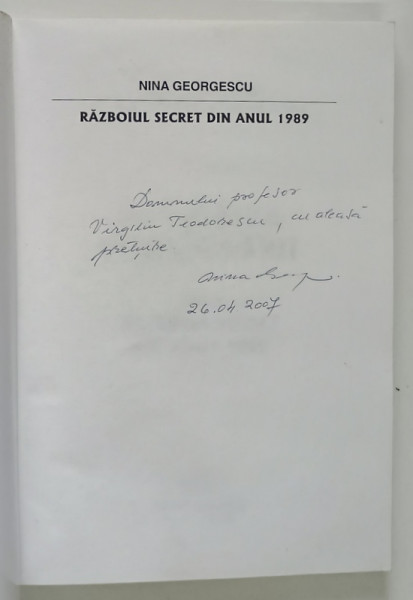 NINA GEORGESCU
RĂZBOIUL SECRET DIN ANUL 1989
Domnului profesor
Virgiliu Teodorescu, cu aleasă
prețuire
26.04 2007